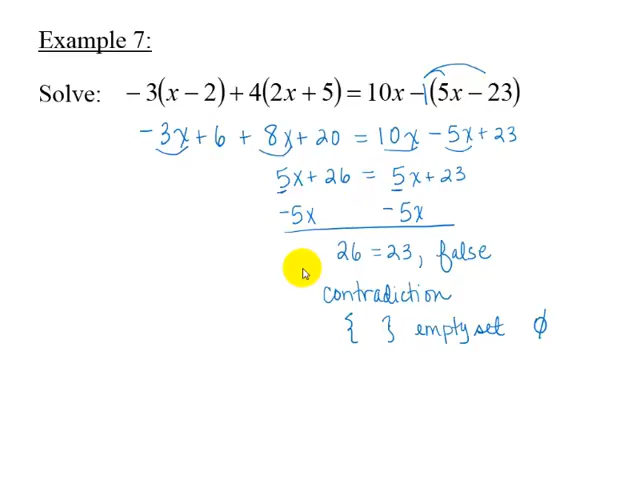 Example 7:
Solve: − 3(x − 2) + 4(2x + 5) = 10x − 1(5x − 23)
−3x + 6 + 8x + 20 = 10x − 5x + 23
5x + 26 = 5x + 23
−5x −5x
26 = 23, false
contradiction
{ } empty set ∅